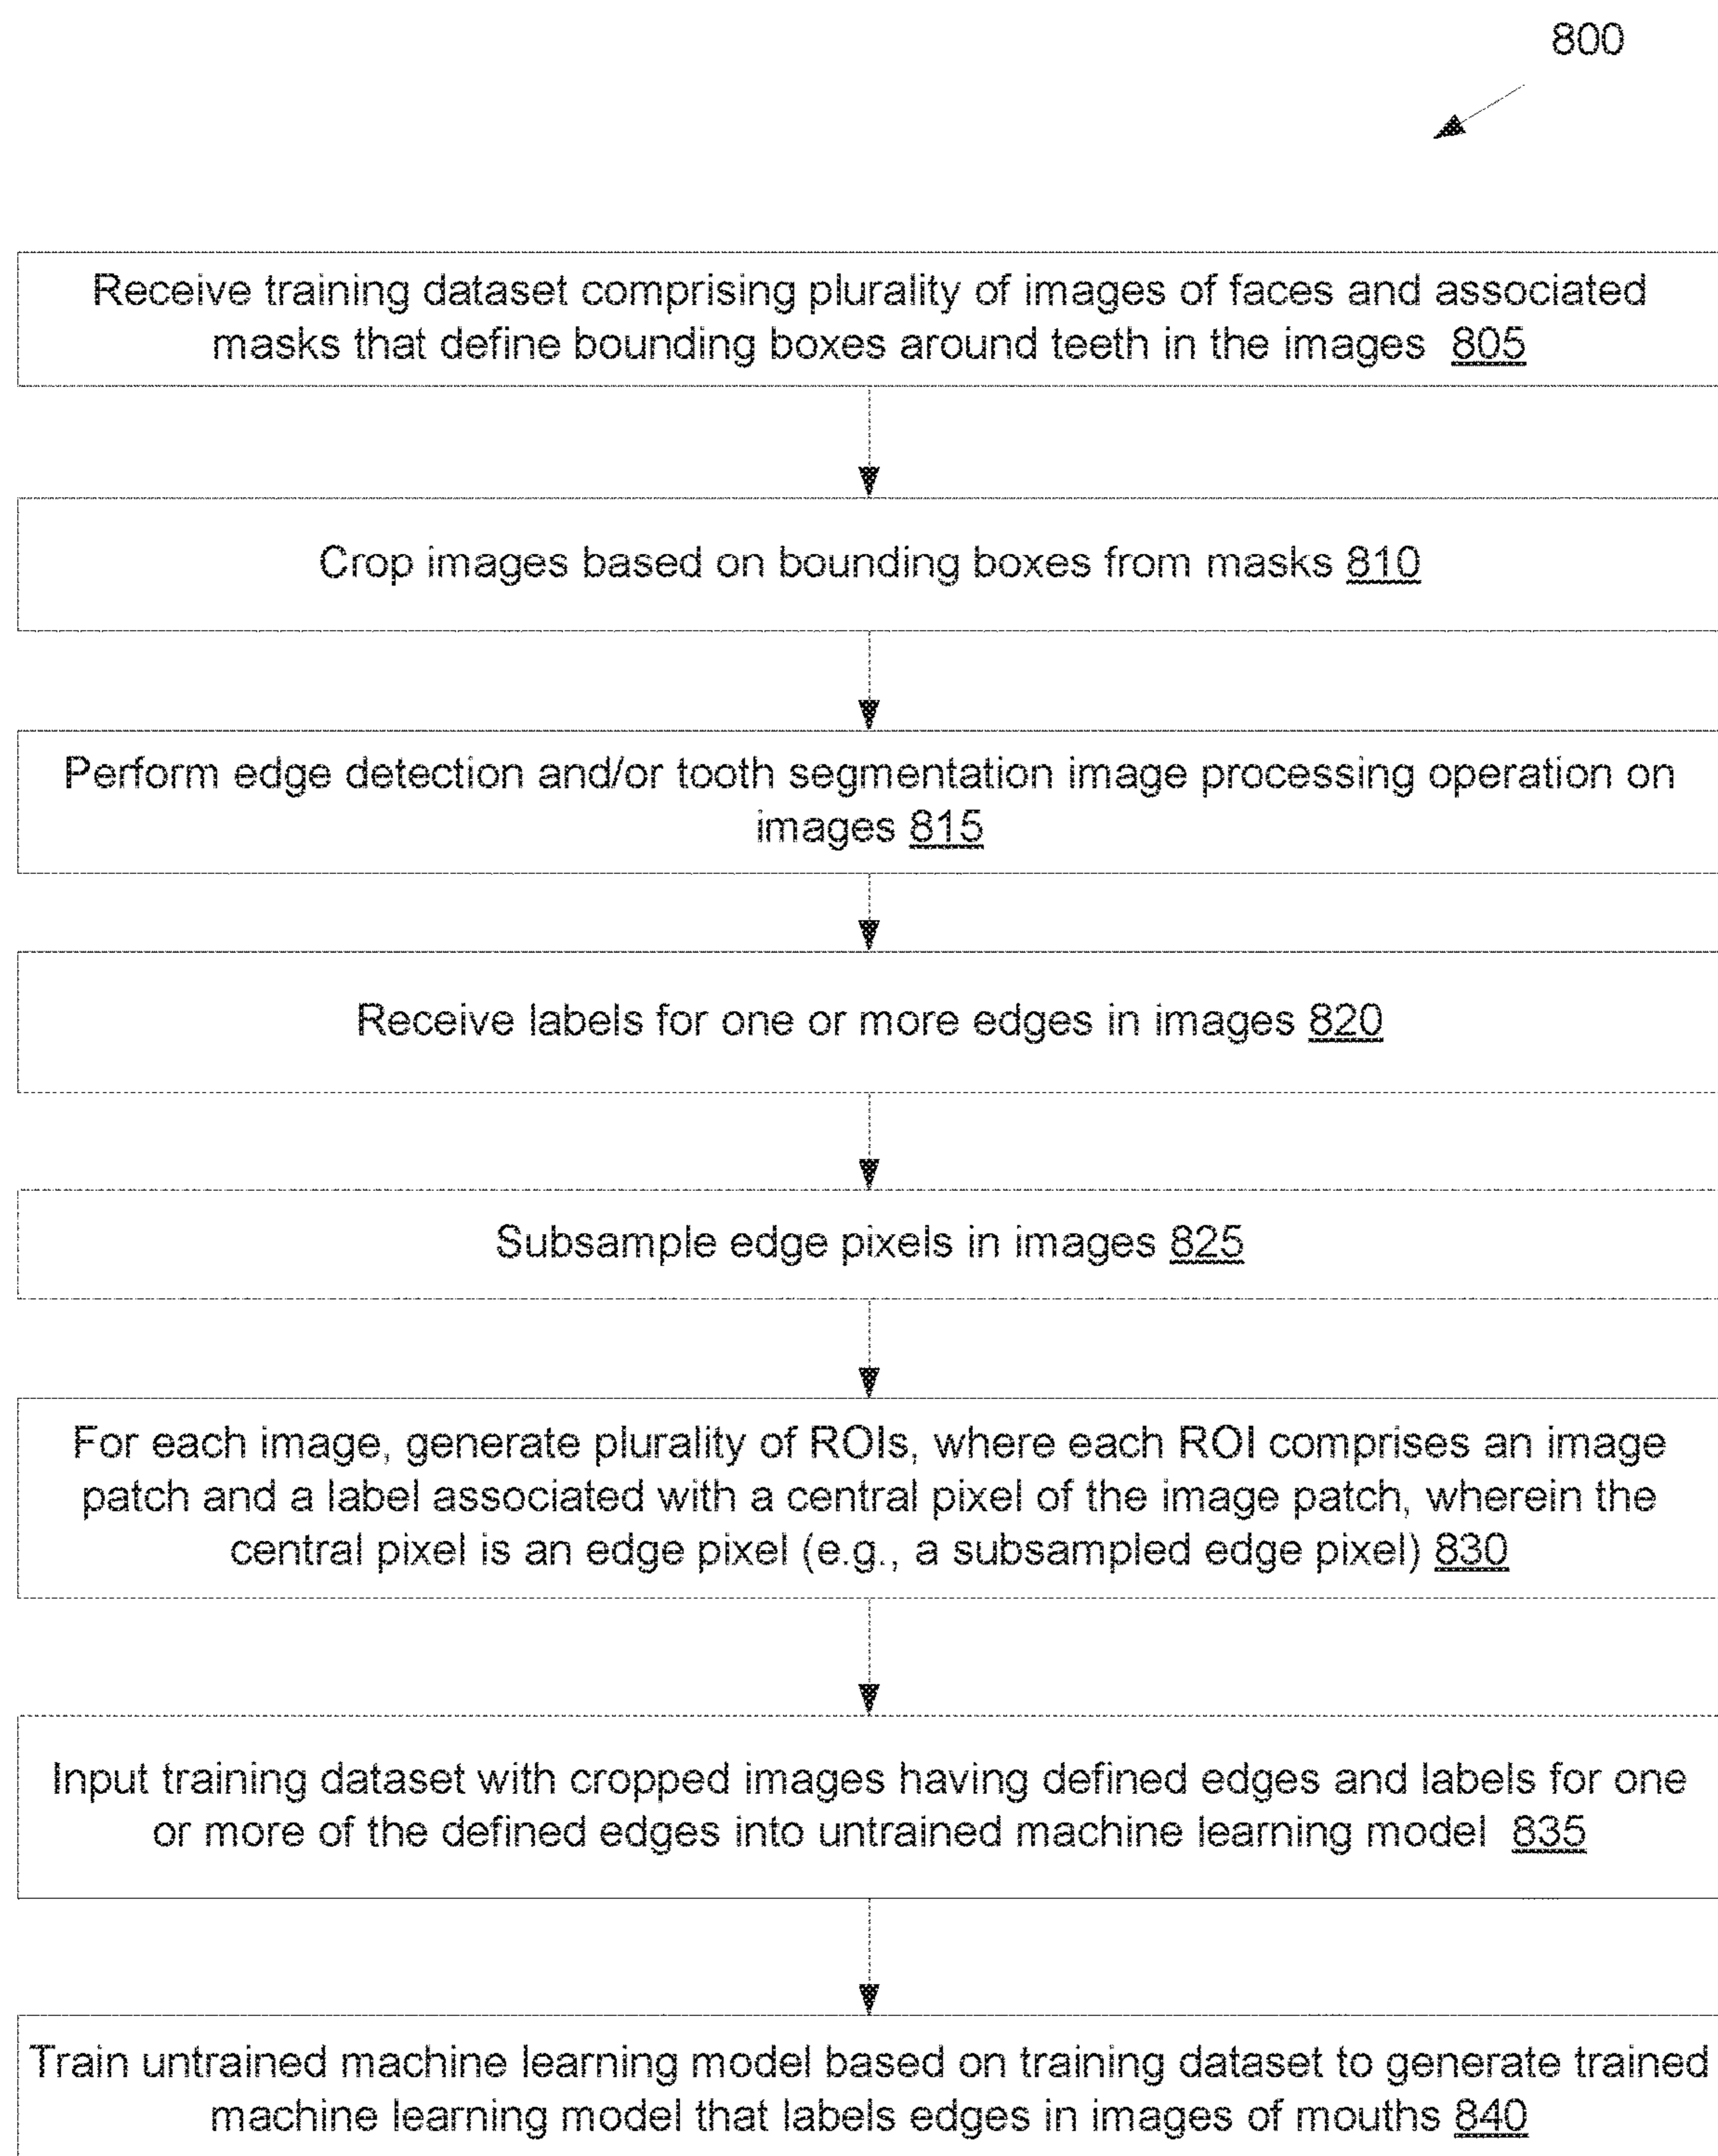 800
Receive training dataset comprising plurality of images of faces and associated
masks that define bounding boxes around teeth in the images 805
Crop images based on bounding boxes from masks 810
Perform edge detection and/or tooth segmentation image processing operation on
images 815
Receive labels for one or more edges in images 820
Subsample edge pixels in images 825
For each image, generate plurality of ROIs, where each ROI comprises an image
patch and a label associated with a central pixel of the image patch, wherein the
central pixel is an edge pixel (e.g., a subsampled edge pixel) 830
Input training dataset with cropped images having defined edges and labels for one
or more of the defined edges into untrained machine learning model 835
Train untrained machine learning model based on training dataset to generate trained
machine learning model that labels edges in images of mouths 840